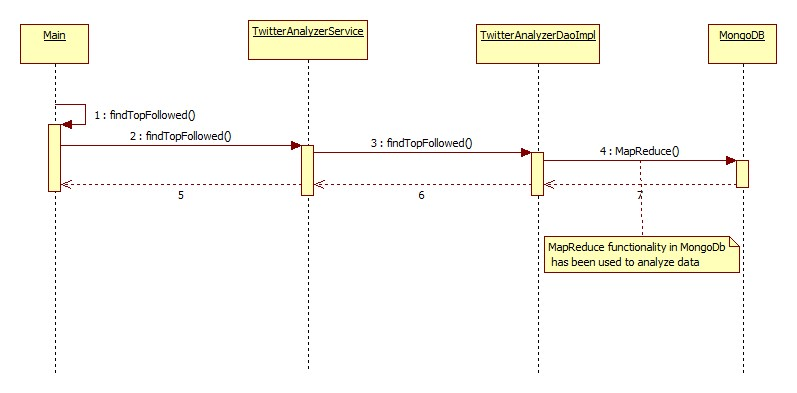 Main
TwitterAnalyzerService
TwitterAnalyzerDaoImpl
MongoDB
1 : findTopFollowed()
2 : findTopFollowed()
3 : findTopFollowed()
4 : MapReduce()
5
6
7
MapReduce functionality in MongoDb
has been used to analyze data